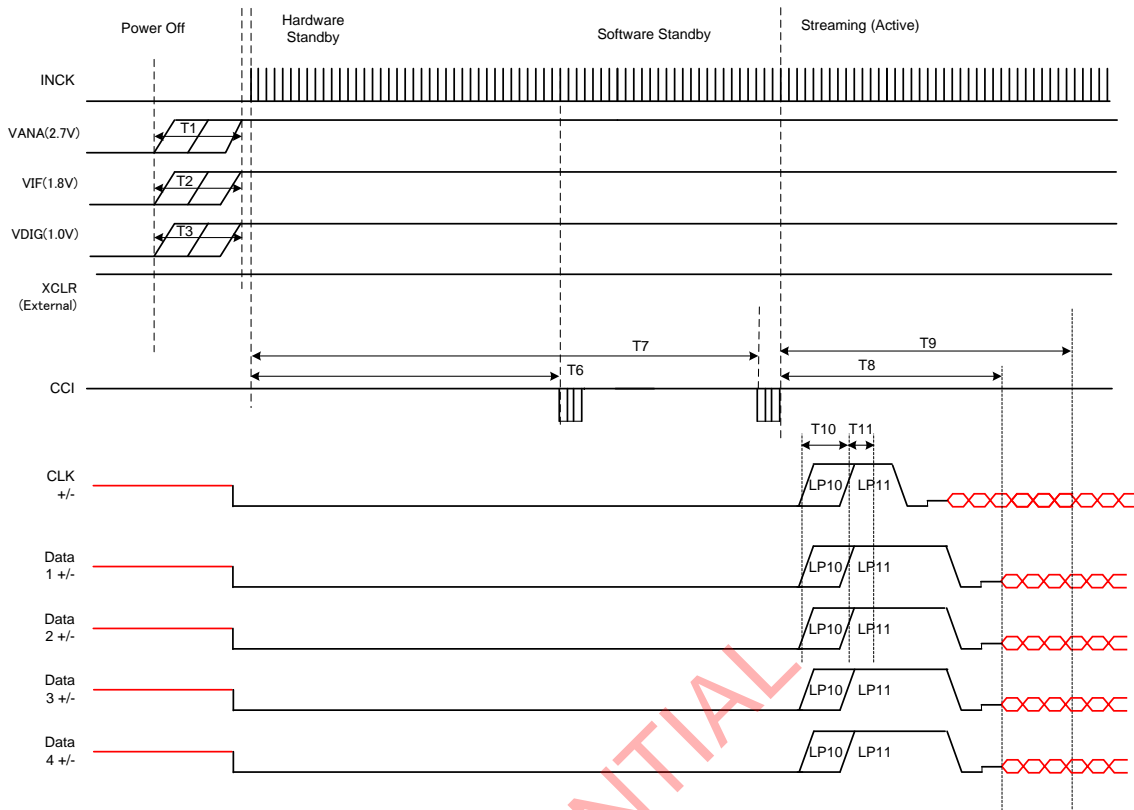 Power Off
Hardware
Standby
Software Standby
Streaming (Active)
INCK
VANA(2.7V)
T1
VIF(1.8V)
T2
VDIG(1.0V)
T3
XCLR
(External)
T7
T9
T6
T8
CCI
T10
T11
CLK
+/-
LP10
LP11
Data
1 +/-
LP10
LP11
Data
2 +/-
LP10
LP11
Data
3 +/-
LP10
LP11
Data
4 +/-
LP10
LP11
NTIAL